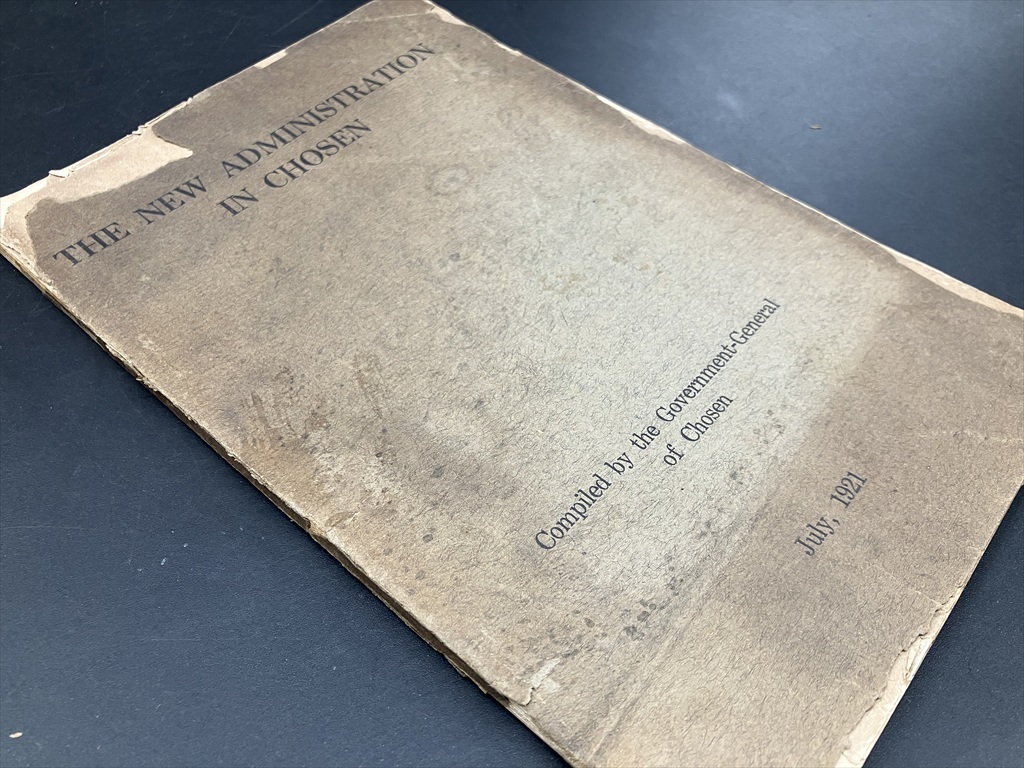 THE NEW ADMINISTRATION
IN CHOSEN
Compiled by the Government-General
of Chosen
July, 1921